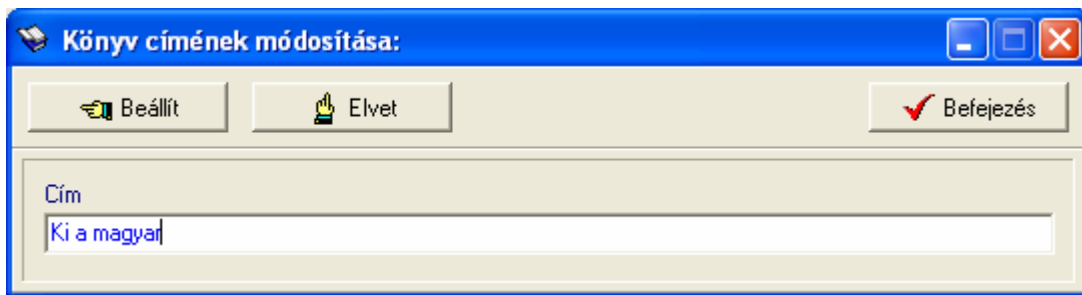 Könyv címének módosítása:
Beállít Elvet Befejezés
Cím
Ki a magyar